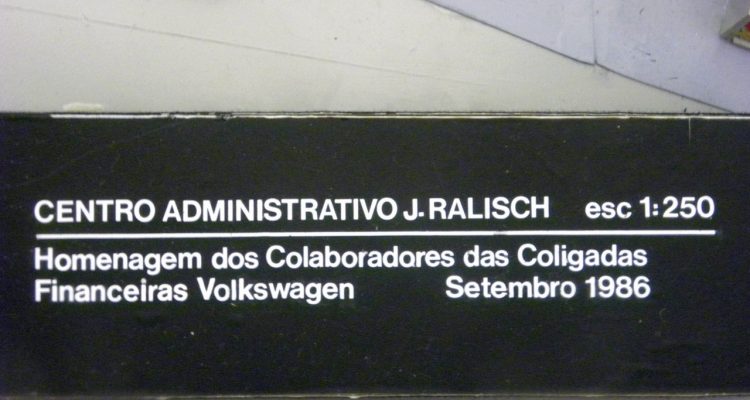 CENTRO ADMINISTRATIVO J. RALISCH esc 1:250
Homenagem dos Colaboradores das Coligadas
Financeiras Volkswagen Setembro 1986